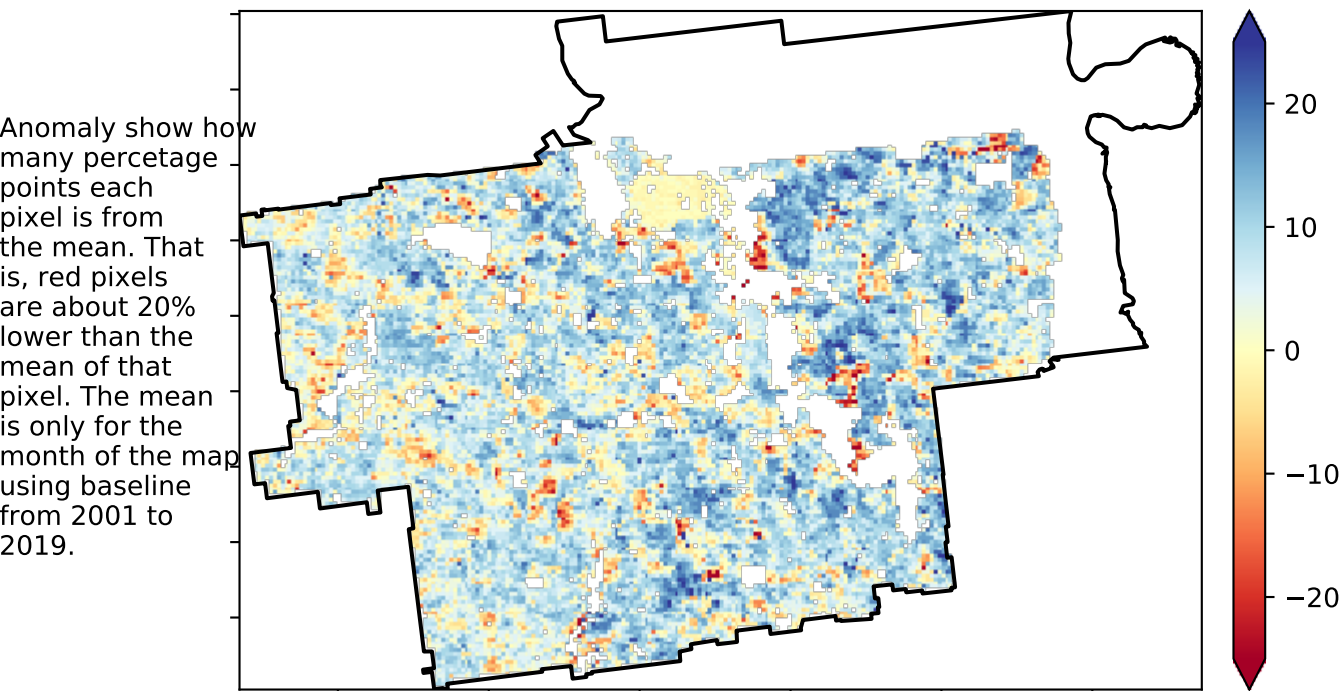 Anomaly show how
many percetage
points each
pixel is from
the mean. That
is, red pixels
are about 20%
lower than the
mean of that
pixel. The mean
is only for the
month of the map
using baseline
from 2001 to
2019.
20
10
0
−10
−20